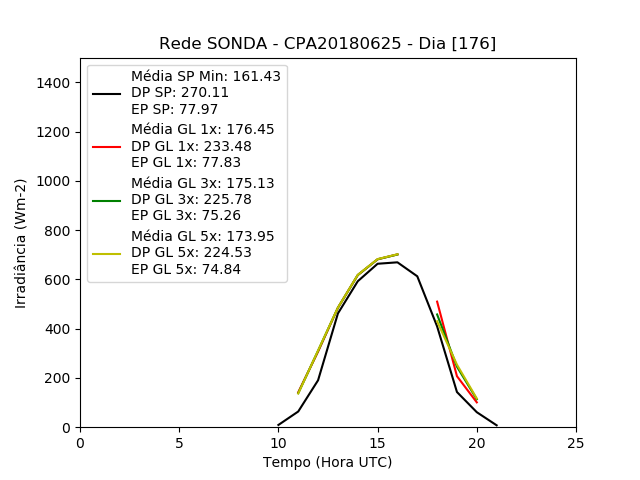 Rede SONDA - CPA20180625 - Dia [176]
Média SP Min: 161.43
DP SP: 270.11
EP SP: 77.97
Média GL 1x: 176.45
DP GL 1x: 233.48
EP GL 1x: 77.83
Média GL 3x: 175.13
DP GL 3x: 225.78
EP GL 3x: 75.26
Média GL 5x: 173.95
DP GL 5x: 224.53
EP GL 5x: 74.84
Irradiância (Wm-2)
1400
1200
1000
800
600
400
200
0
0 5 10 15 20 25
Tempo (Hora UTC)